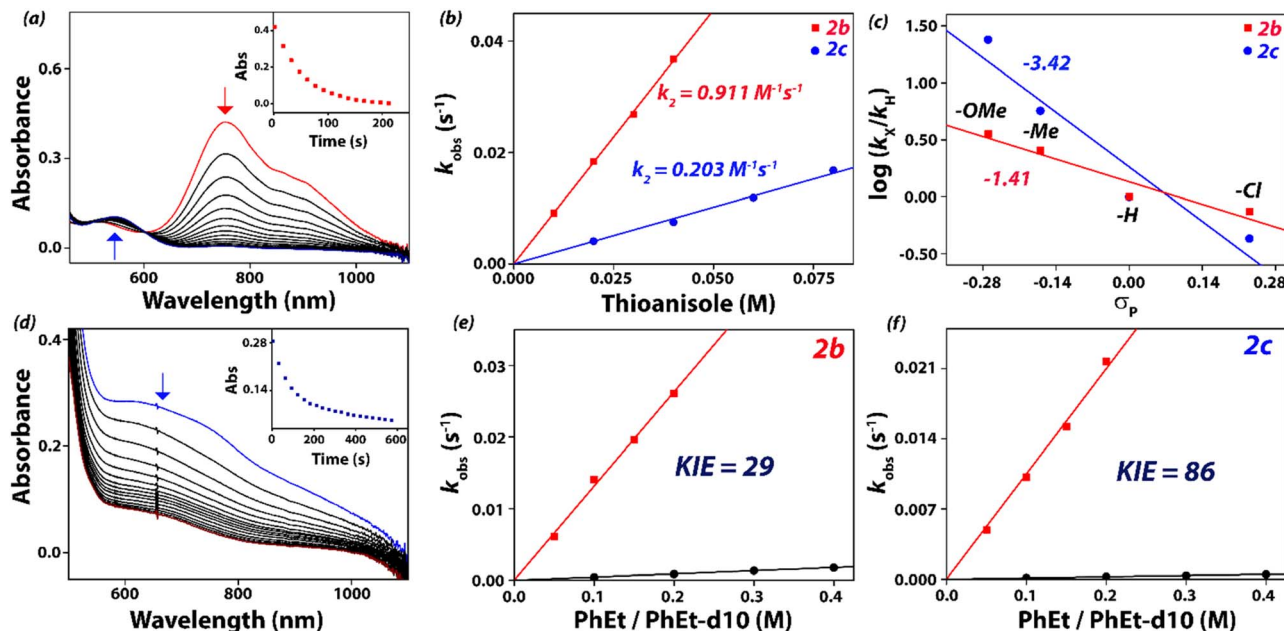 (a)
Absorbance
0.6
0.3
0.0
600
800
1000
Wavelength (nm)
Abs
0.4
0.2
0.0
0
100
200
Time (s)
(b)
k_obs (s⁻¹)
0.04
0.02
0.00
0.000
0.025
0.050
0.075
Thioanisole (M)
2b
2c
k₂ = 0.911 M⁻¹s⁻¹
k₂ = 0.203 M⁻¹s⁻¹
(c)
log (k_X/k_H)
1.50
1.00
0.50
0.00
-0.50
-0.28
-0.14
0.00
0.14
0.28
σ_P
2b
2c
-3.42
-OMe
-Me
-1.41
-H
-Cl
(d)
Absorbance
0.4
0.2
0.0
600
800
1000
Wavelength (nm)
Abs
0.28
0.14
0
200
400
600
Time (s)
(e)
2b
k_obs (s⁻¹)
0.03
0.02
0.01
0.00
KIE = 29
0.0
0.1
0.2
0.3
0.4
PhEt / PhEt-d10 (M)
(f)
2c
k_obs (s⁻¹)
0.021
0.014
0.007
0.000
KIE = 86
0.0
0.1
0.2
0.3
0.4
PhEt / PhEt-d10 (M)